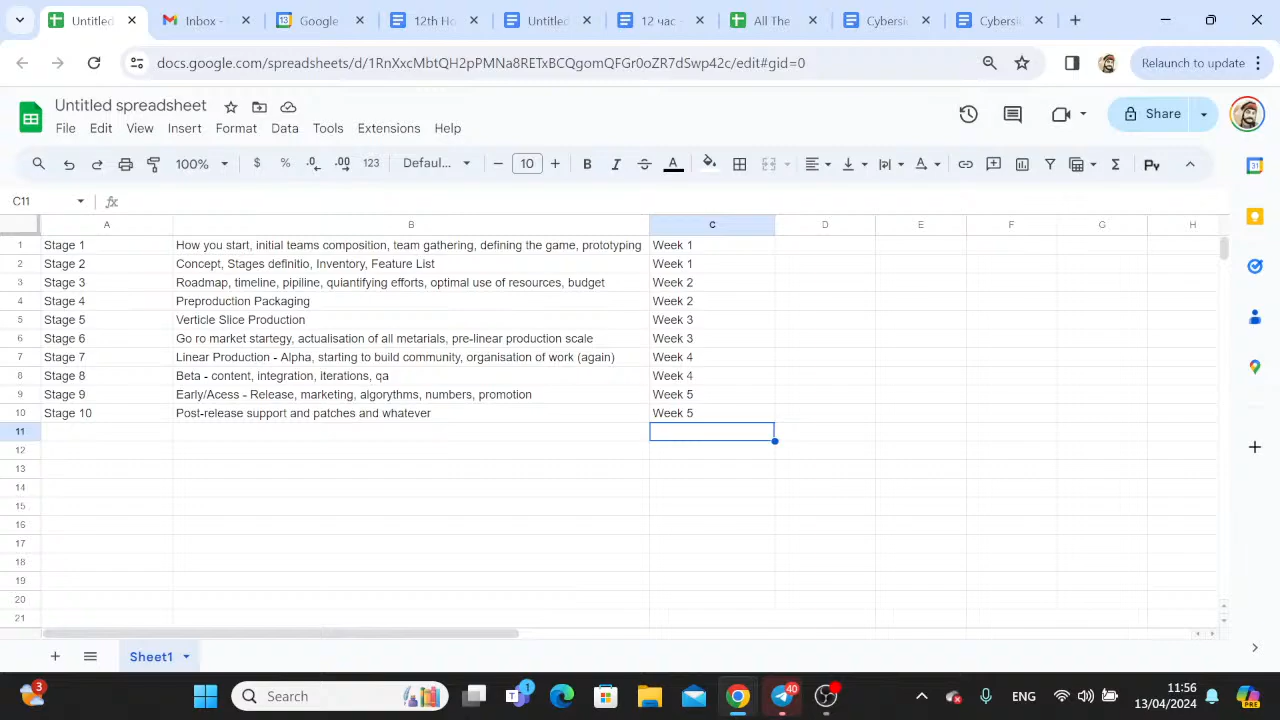 Untitled
Inbox -
Google
12th Ho
Untitled
12 час -
All The
Cybersi
Cybersi
docs.google.com/spreadsheets/d/1RnXxcMbtQH2pPMNa8RETxBCQgomQFGr0oZR7dSwp42c/edit#gid=0
Relaunch to update
Untitled spreadsheet
File Edit View Insert Format Data Tools Extensions Help
Share
100% $ % .0 .00 123 Defaul... 10 B I A Σ Py
C11 fx
A B C D E F G H
1 Stage 1 How you start, initial teams composition, team gathering, defining the game, prototyping Week 1
2 Stage 2 Concept, Stages definitio, Inventory, Feature List Week 1
3 Stage 3 Roadmap, timeline, pipiline, quiantifying efforts, optimal use of resources, budget Week 2
4 Stage 4 Preproduction Packaging Week 2
5 Stage 5 Verticle Slice Production Week 3
6 Stage 6 Go ro market startegy, actualisation of all metarials, pre-linear production scale Week 3
7 Stage 7 Linear Production - Alpha, starting to build community, organisation of work (again) Week 4
8 Stage 8 Beta - content, integration, iterations, qa Week 4
9 Stage 9 Early/Acess - Release, marketing, algorythms, numbers, promotion Week 5
10 Stage 10 Post-release support and patches and whatever Week 5
11
12
13
14
15
16
17
18
19
20
21
Sheet1
3
Search
1
40
ENG
11:56
13/04/2024
PRE